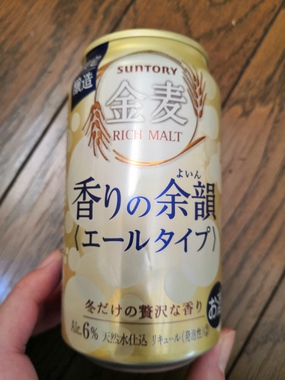 醸造
SUNTORY
金麦
RICH MALT
よいん
香りの余韻
〈エールタイプ〉
冬だけの贅沢な香り
Alc.6% 天然水仕込 リキュール(発泡性)
お酒